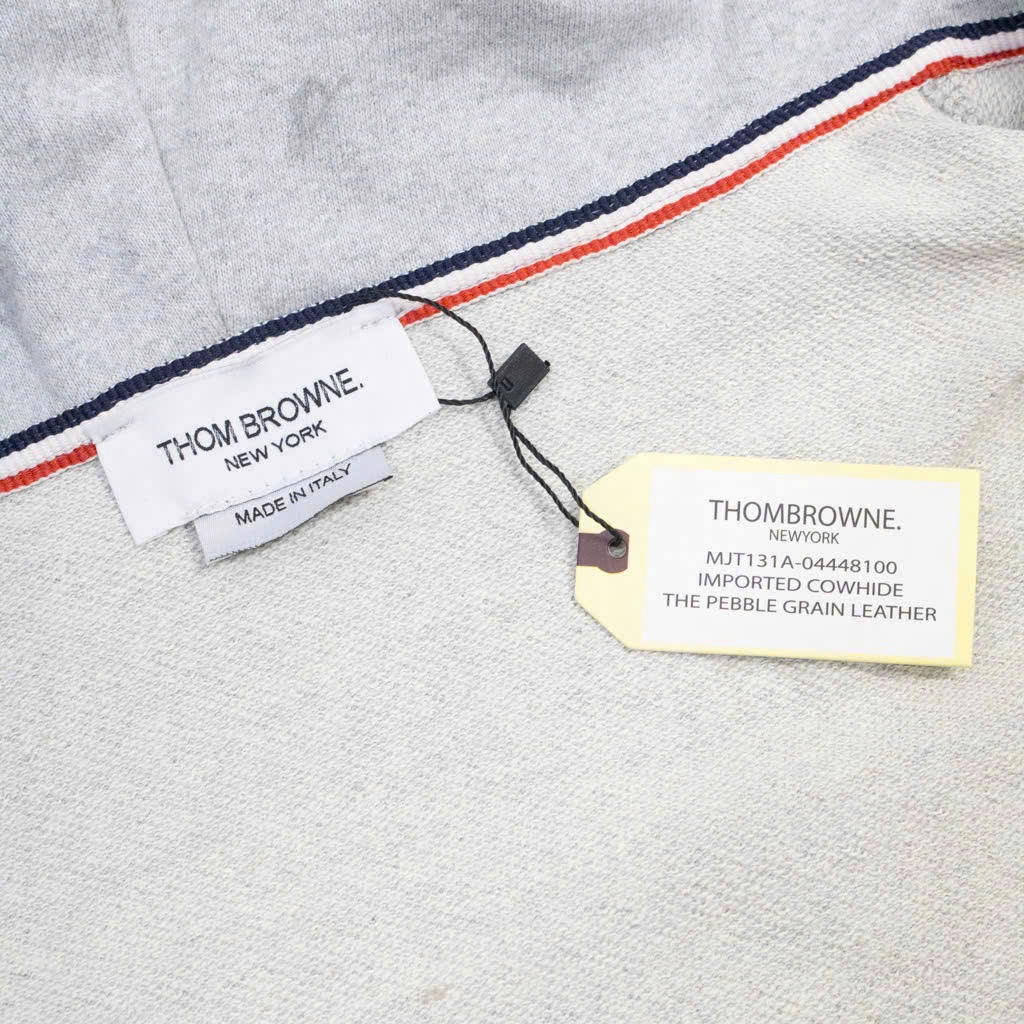 THOM BROWNE.
NEW YORK
MADE IN ITALY
THOMBROWNE.
NEWYORK
MJT131A-04448100
IMPORTED COWHIDE
THE PEBBLE GRAIN LEATHER